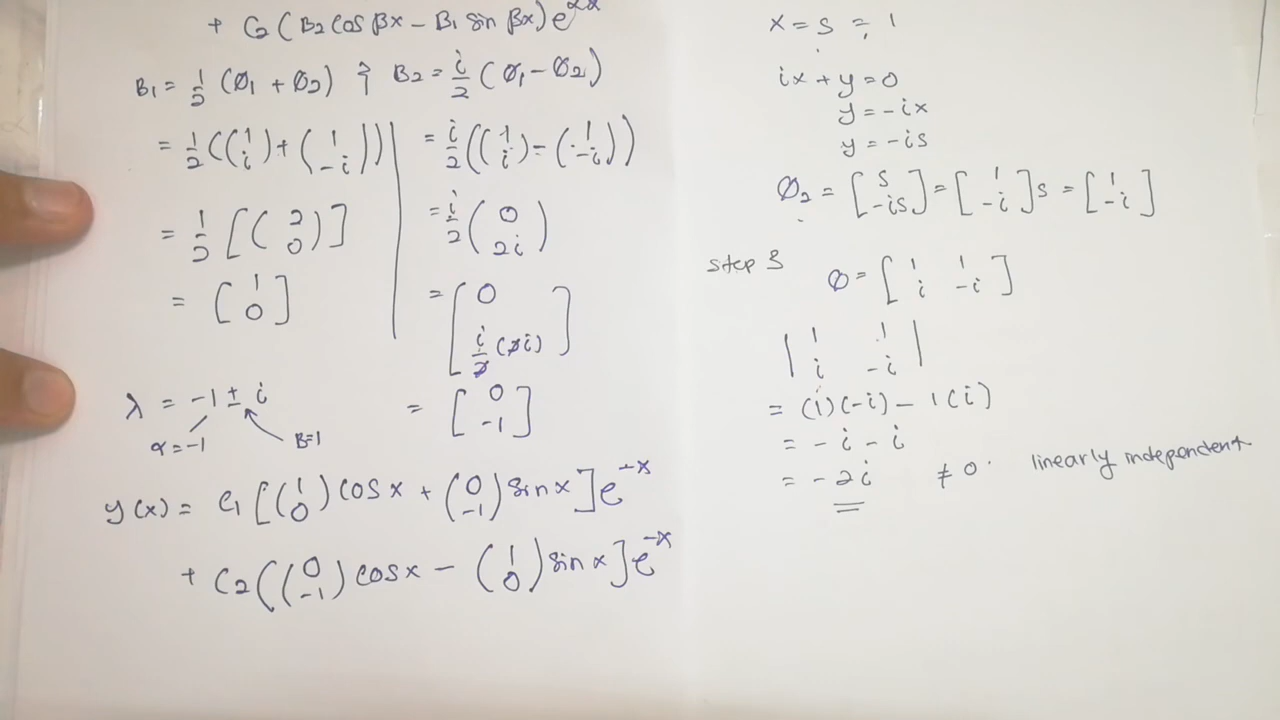 + C2 ( B2 cos βx − B1 sin βx ) e^αx
B1 = 1/2 (Ø1 + Ø2) ; B2 = i/2 ( Ø1 − Ø2 )
= 1/2 ( (1 i) + (1 −i) ) | = i/2 ( (1 i) − (1 −i) )
= 1/2 [ (2 0) ] | = i/2 (0 2i)
= [1 0] | = [0 i/2 (2i)]
= [0 −1]
λ = −1 ± i
α = −1 B=1
y(x) = C1 [ (1 0) cos x + (0 −1) sin x ] e^−x
+ C2 ( (0 −1) cos x − (1 0) sin x ] e^−x
x = s = 1
ix + y = 0
y = −ix
y = −is
Ø2 = [s −is] = [1 −i] s = [1 −i]
step 3 Ø = [1 1 i −i]
| 1 1 i −i |
= (1)(−i) − 1(i)
= − i − i
= − 2i ≠ 0. linearly independent